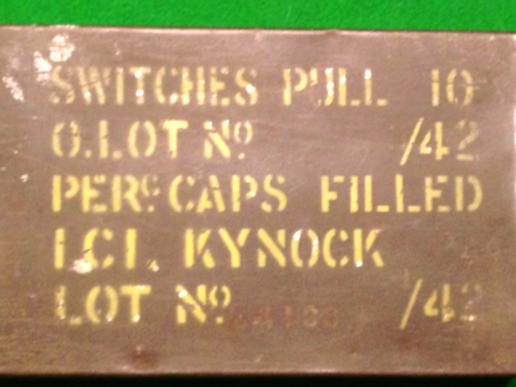 SWITCHES PULL 10
O.LOT Nº /42
PERC. CAPS FILLED
I.C.I. KYNOCK
LOT Nº /42